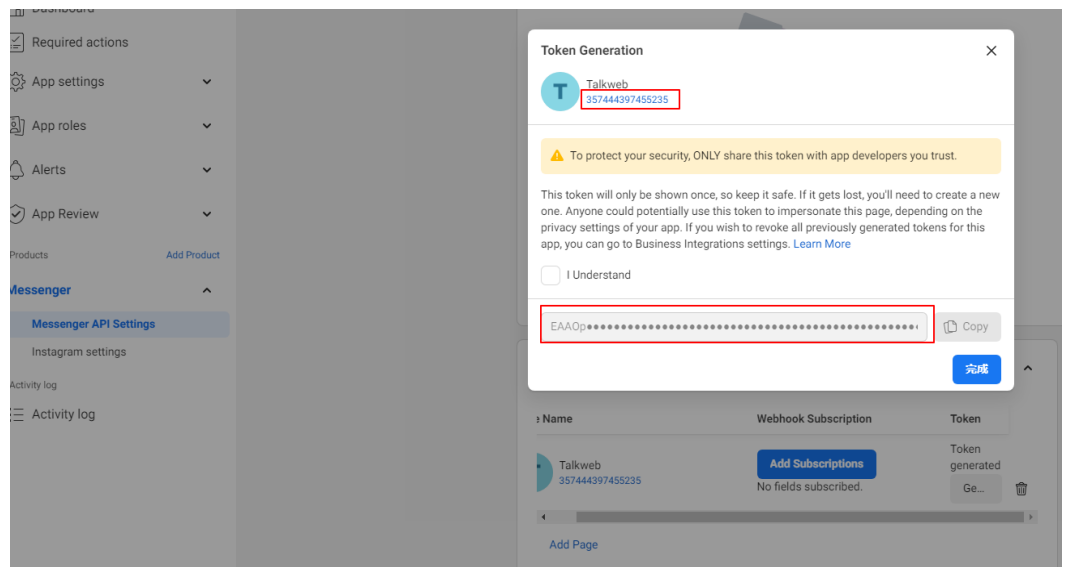 Dashboard
Required actions
App settings
App roles
Alerts
App Review
Products
Add Product
Messenger
Messenger API Settings
Instagram settings
Activity log
Activity log
Token Generation
T
Talkweb
357444397455235
To protect your security, ONLY share this token with app developers you trust.
This token will only be shown once, so keep it safe. If it gets lost, you'll need to create a new
one. Anyone could potentially use this token to impersonate this page, depending on the
privacy settings of your app. If you wish to revoke all previously generated tokens for this
app, you can go to Business Integrations settings. Learn More
I Understand
EAAOp••••••••••••••••••••••••••••••••••••••••••••••••
Copy
完成
Name
Webhook Subscription
Token
Talkweb
357444397455235
Add Subscriptions
No fields subscribed.
Token
generated
Ge...
Add Page